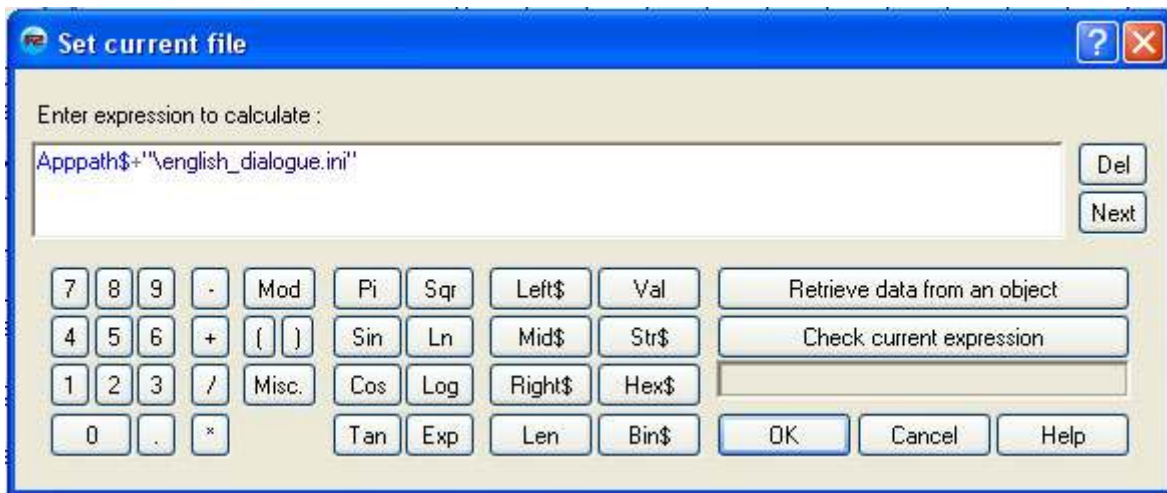 Set current file
Enter expression to calculate :
Apppath$+"\english_dialogue.ini"
Del
Next
7 8 9 - Mod Pi Sqr Left$ Val Retrieve data from an object
4 5 6 + ( ) Sin Ln Mid$ Str$ Check current expression
1 2 3 / Misc. Cos Log Right$ Hex$
0 . * Tan Exp Len Bin$ OK Cancel Help